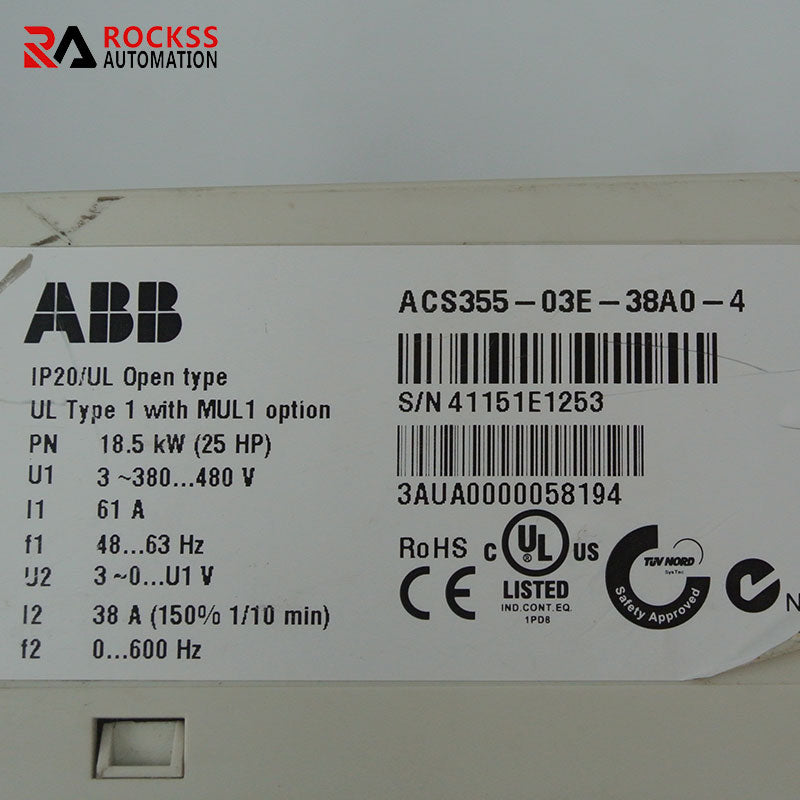 RA ROCKSS
AUTOMATION
ABB
IP20/UL Open type
UL Type 1 with MUL1 option
PN 18.5 kW (25 HP)
U1 3 ~380...480 V
I1 61 A
f1 48...63 Hz
U2 3 ~0...U1 V
I2 38 A (150% 1/10 min)
f2 0...600 Hz
ACS355-03E-38A0-4
S/N 41151E1253
3AUA0000058194
RoHS
C UL US
®
LISTED
IND.CONT.EQ.
1PD8
CE
TÜV NORD
SysTec
Safety Approved
N